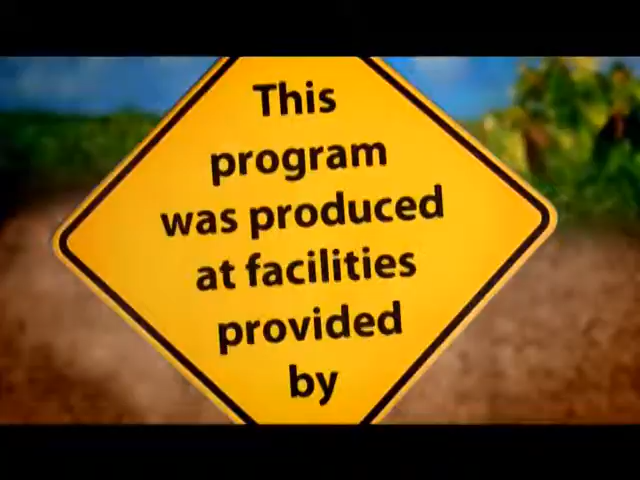 This
program
was produced
at facilities
provided
by